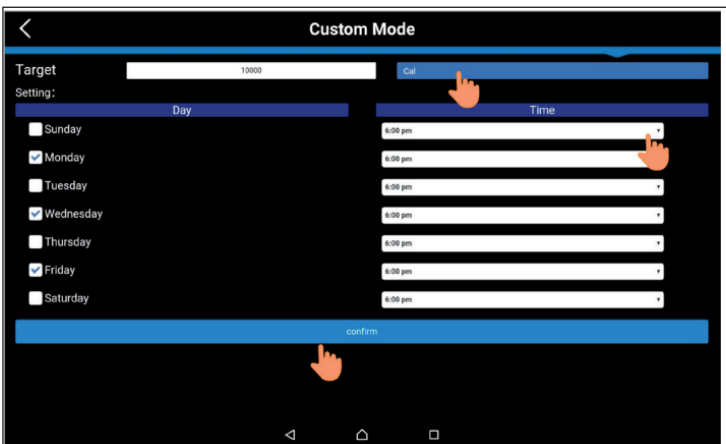 Custom Mode
Target 10000 Cal
Setting:
Day Time
Sunday 6:00 pm
Monday 6:00 pm
Tuesday 6:00 pm
Wednesday 6:00 pm
Thursday 6:00 pm
Friday 6:00 pm
Saturday 6:00 pm
confirm